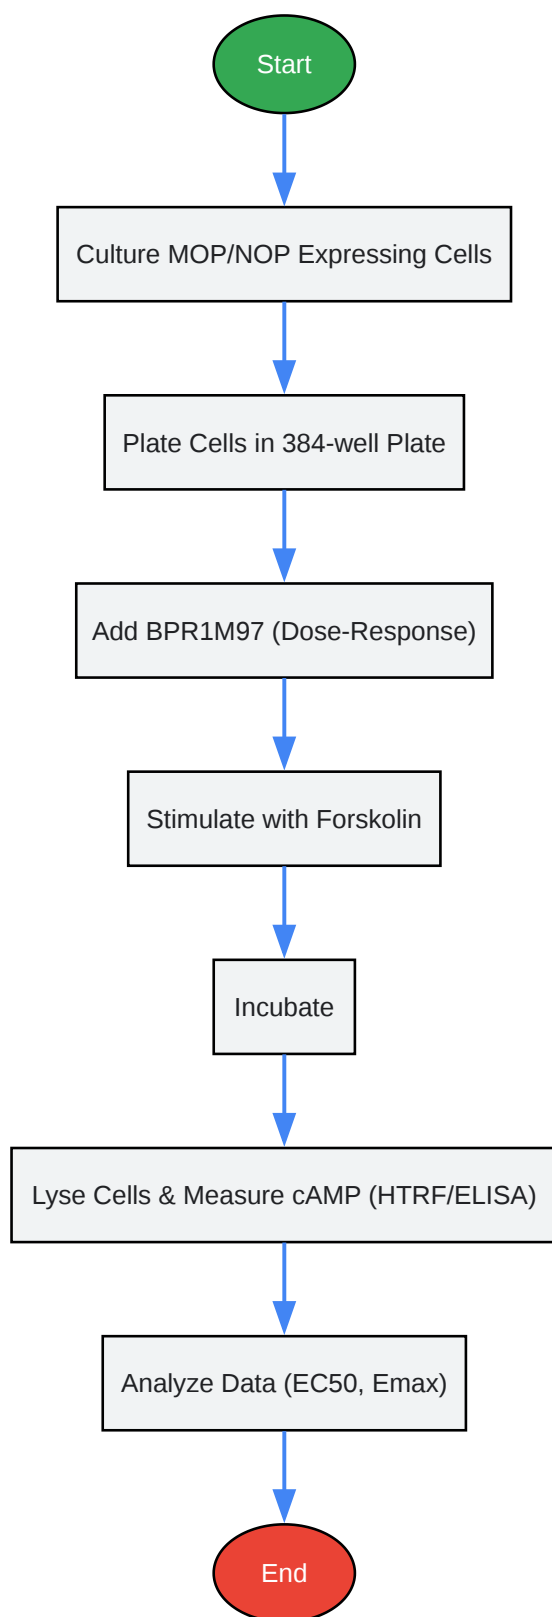 Start
Culture MOP/NOP Expressing Cells
Plate Cells in 384-well Plate
Add BPR1M97 (Dose-Response)
Stimulate with Forskolin
Incubate
Lyse Cells & Measure cAMP (HTRF/ELISA)
Analyze Data (EC50, Emax)
End